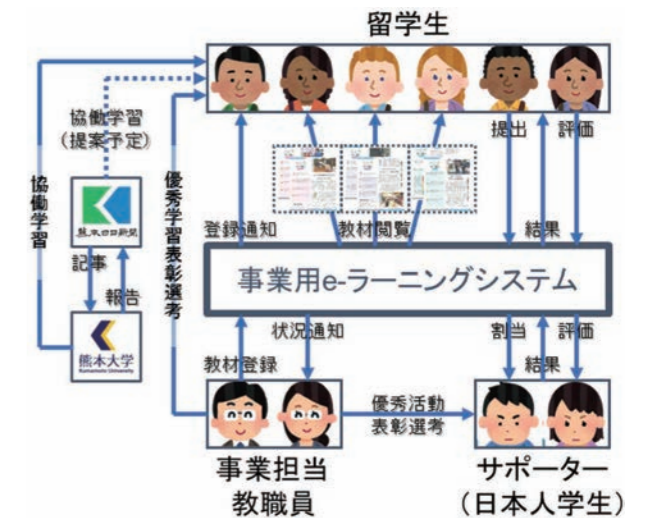 留学生
協働学習
(提案予定)
提出
評価
協働学習
優秀学習表彰選考
熊本日日新聞
登録通知
教材閲覧
結果
記事
報告
事業用e-ラーニングシステム
熊本大学
Kumamoto University
状況通知
割当
評価
教材登録
結果
優秀活動
表彰選考
事業担当
教職員
サポーター
(日本人学生)